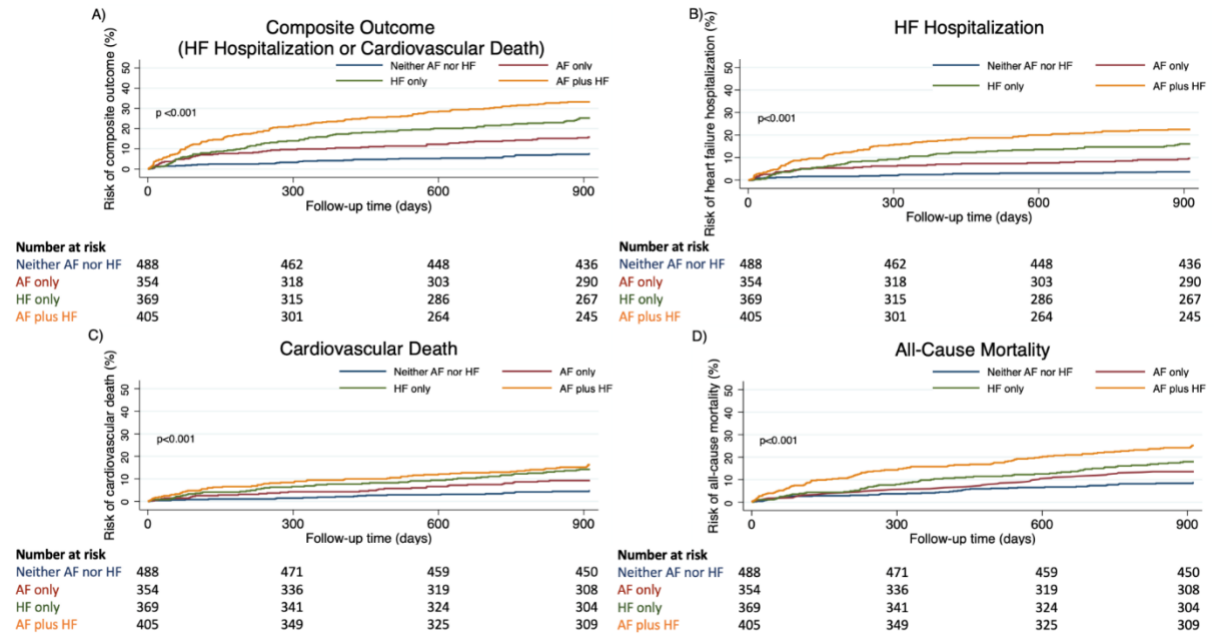 A)
Composite Outcome
(HF Hospitalization or Cardiovascular Death)
Neither AF nor HF
AF only
HF only
AF plus HF
Risk of composite outcome (%)
50
40
30
20
10
0
p <0.001
0
300
600
900
Follow-up time (days)
Number at risk
Neither AF nor HF 488 462 448 436
AF only 354 318 303 290
HF only 369 315 286 267
AF plus HF 405 301 264 245
B)
HF Hospitalization
Neither AF nor HF
AF only
HF only
AF plus HF
Risk of heart failure hospitalization (%)
50
40
30
20
10
0
p<0.001
0
300
600
900
Follow-up time (days)
Number at risk
Neither AF nor HF 488 462 448 436
AF only 354 318 303 290
HF only 369 315 286 267
AF plus HF 405 301 264 245
C)
Cardiovascular Death
Neither AF nor HF
AF only
HF only
AF plus HF
Risk of cardiovascular death (%)
50
40
30
20
10
0
p<0.001
0
300
600
900
Follow-up time (days)
Number at risk
Neither AF nor HF 488 471 459 450
AF only 354 336 319 308
HF only 369 341 324 304
AF plus HF 405 349 325 309
D)
All-Cause Mortality
Neither AF nor HF
AF only
HF only
AF plus HF
Risk of all-cause mortality (%)
50
40
30
20
10
0
p<0.001
0
300
600
900
Follow-up time (days)
Number at risk
Neither AF nor HF 488 471 459 450
AF only 354 336 319 308
HF only 369 341 324 304
AF plus HF 405 349 325 309